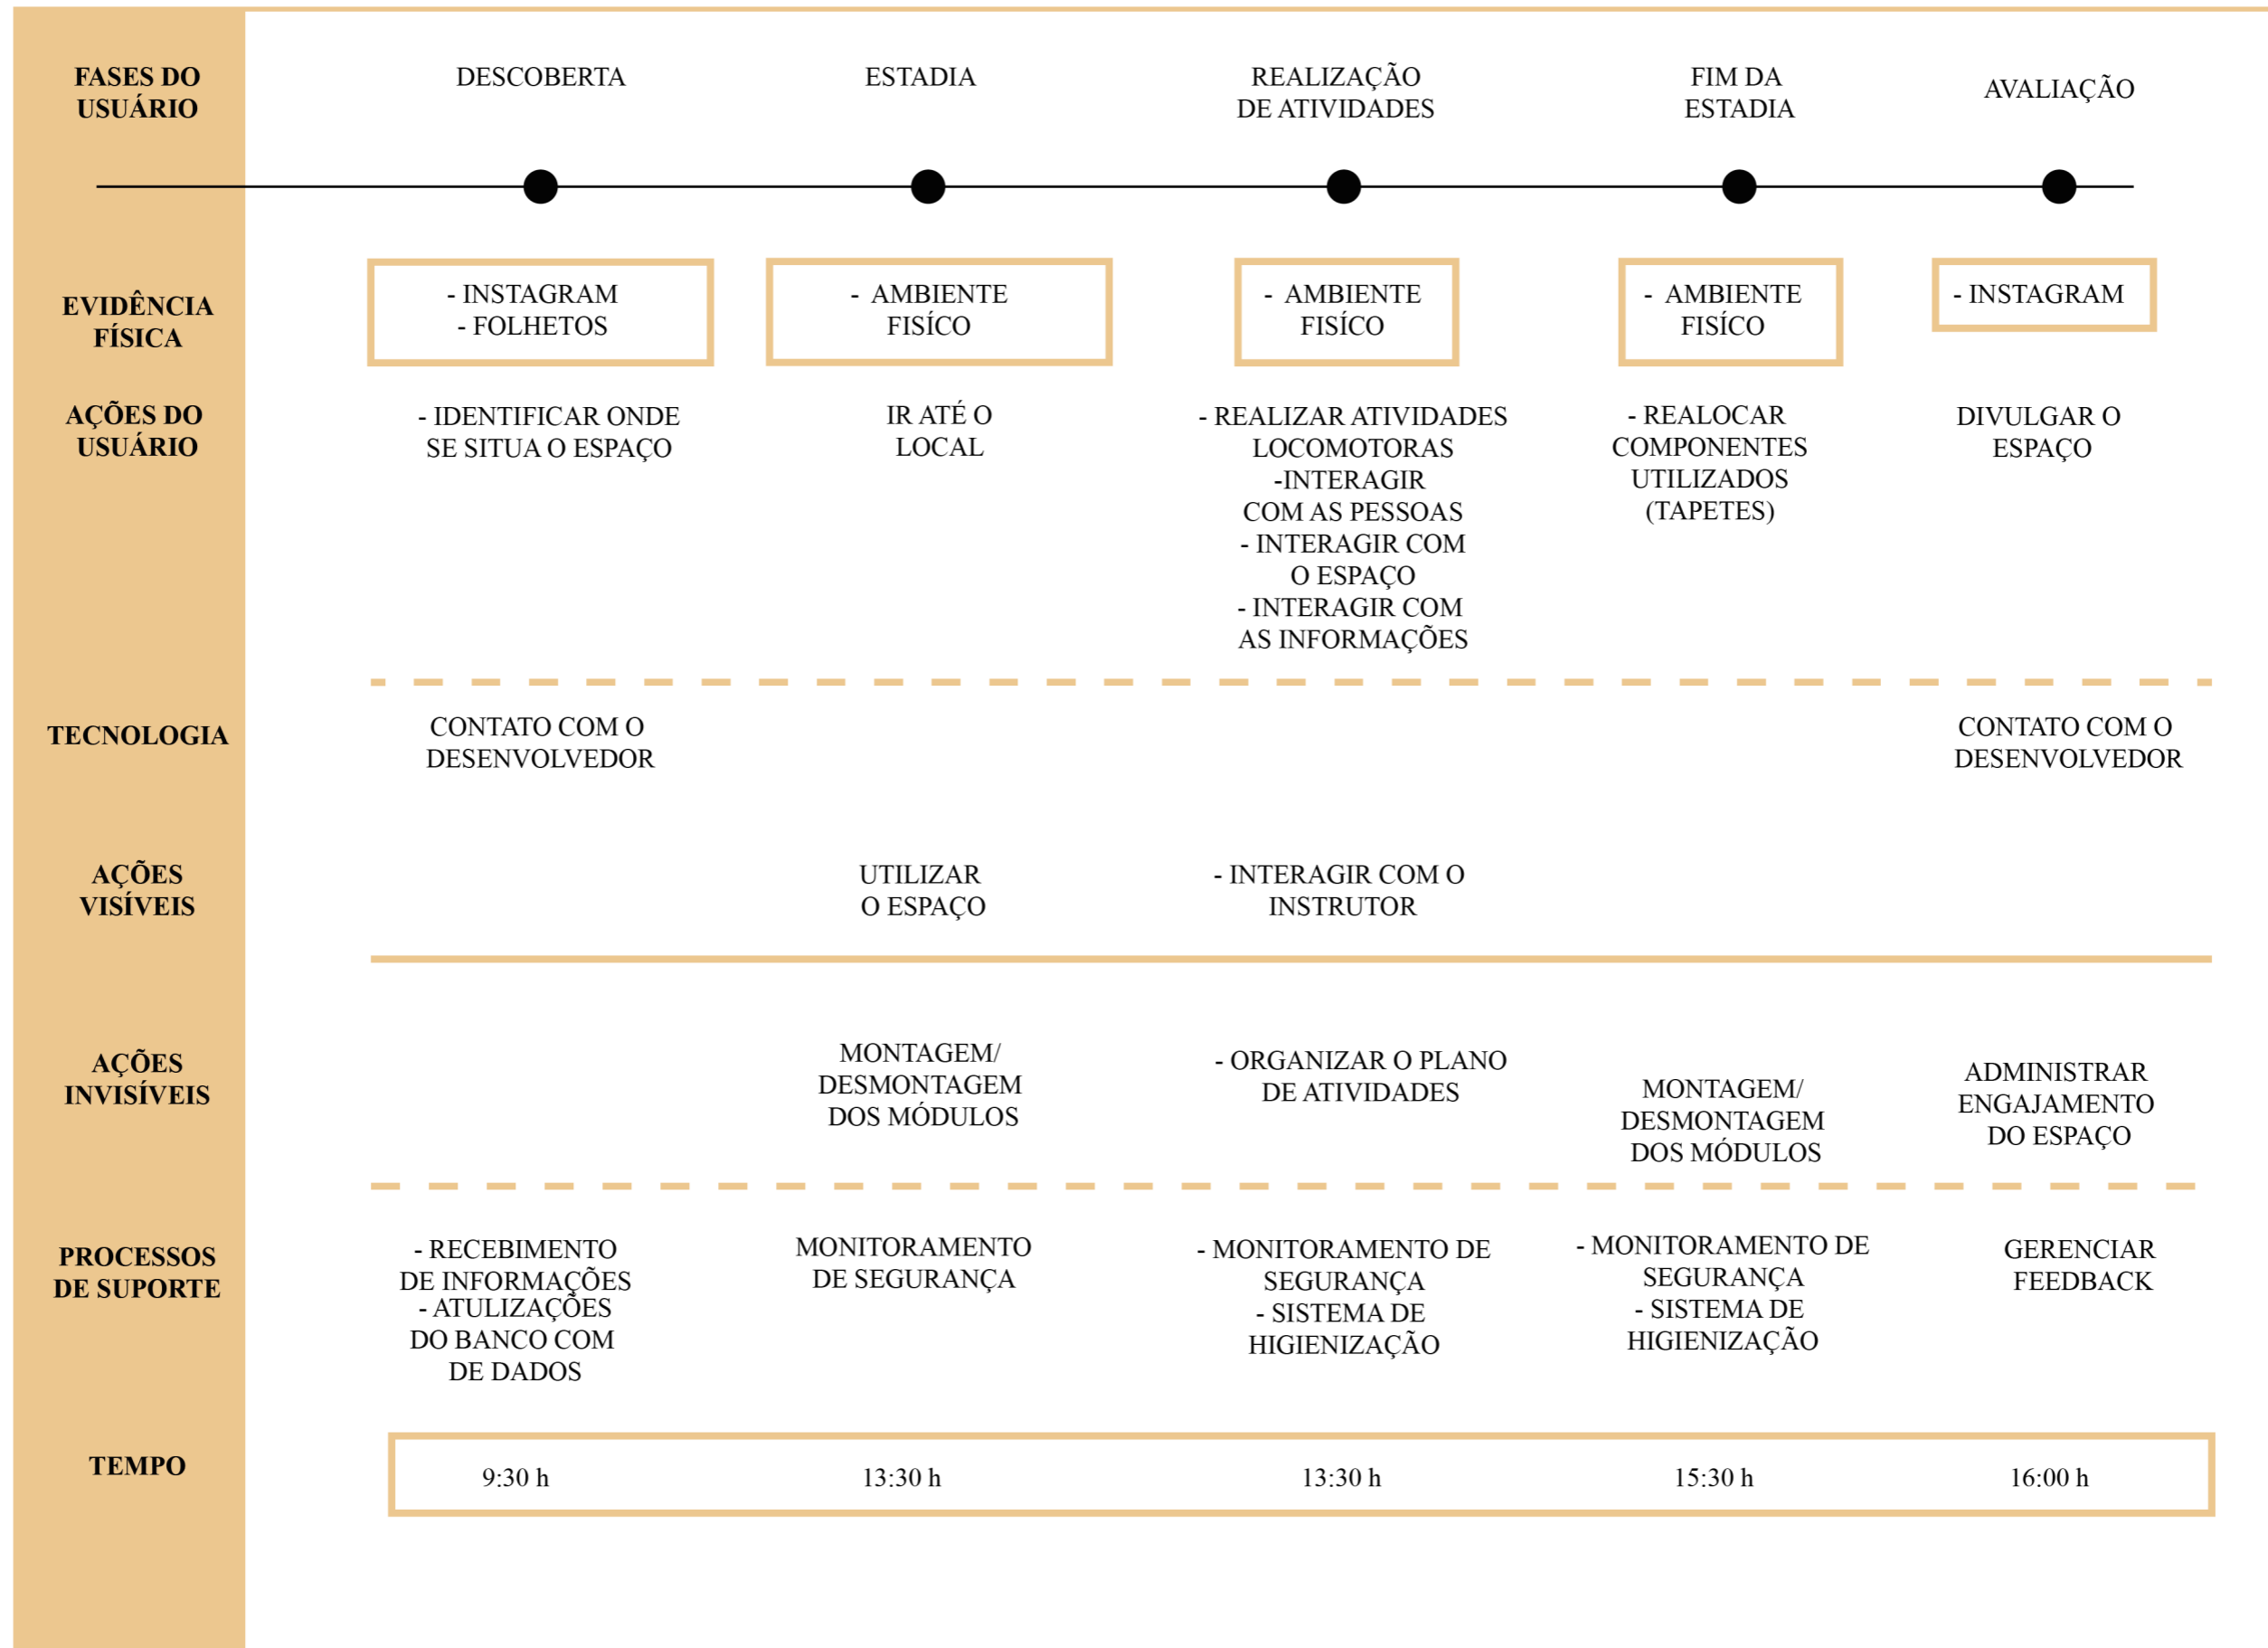 FASES DO
USUÁRIO
DESCOBERTA
ESTADIA
REALIZAÇÃO
DE ATIVIDADES
FIM DA
ESTADIA
AVALIAÇÃO
EVIDÊNCIA
FÍSICA
- INSTAGRAM
- FOLHETOS
- AMBIENTE
FISÍCO
- AMBIENTE
FISÍCO
- AMBIENTE
FISÍCO
- INSTAGRAM
AÇÕES DO
USUÁRIO
- IDENTIFICAR ONDE
SE SITUA O ESPAÇO
IR ATÉ O
LOCAL
- REALIZAR ATIVIDADES
LOCOMOTORAS
-INTERAGIR
COM AS PESSOAS
- INTERAGIR COM
O ESPAÇO
- INTERAGIR COM
AS INFORMAÇÕES
- REALOCAR
COMPONENTES
UTILIZADOS
(TAPETES)
DIVULGAR O
ESPAÇO
TECNOLOGIA
CONTATO COM O
DESENVOLVEDOR
CONTATO COM O
DESENVOLVEDOR
AÇÕES
VISÍVEIS
UTILIZAR
O ESPAÇO
- INTERAGIR COM O
INSTRUTOR
AÇÕES
INVISÍVEIS
MONTAGEM/
DESMONTAGEM
DOS MÓDULOS
- ORGANIZAR O PLANO
DE ATIVIDADES
MONTAGEM/
DESMONTAGEM
DOS MÓDULOS
ADMINISTRAR
ENGAJAMENTO
DO ESPAÇO
PROCESSOS
DE SUPORTE
- RECEBIMENTO
DE INFORMAÇÕES
- ATULIZAÇÕES
DO BANCO COM
DE DADOS
MONITORAMENTO
DE SEGURANÇA
- MONITORAMENTO DE
SEGURANÇA
- SISTEMA DE
HIGIENIZAÇÃO
- MONITORAMENTO DE
SEGURANÇA
- SISTEMA DE
HIGIENIZAÇÃO
GERENCIAR
FEEDBACK
TEMPO
9:30 h
13:30 h
13:30 h
15:30 h
16:00 h